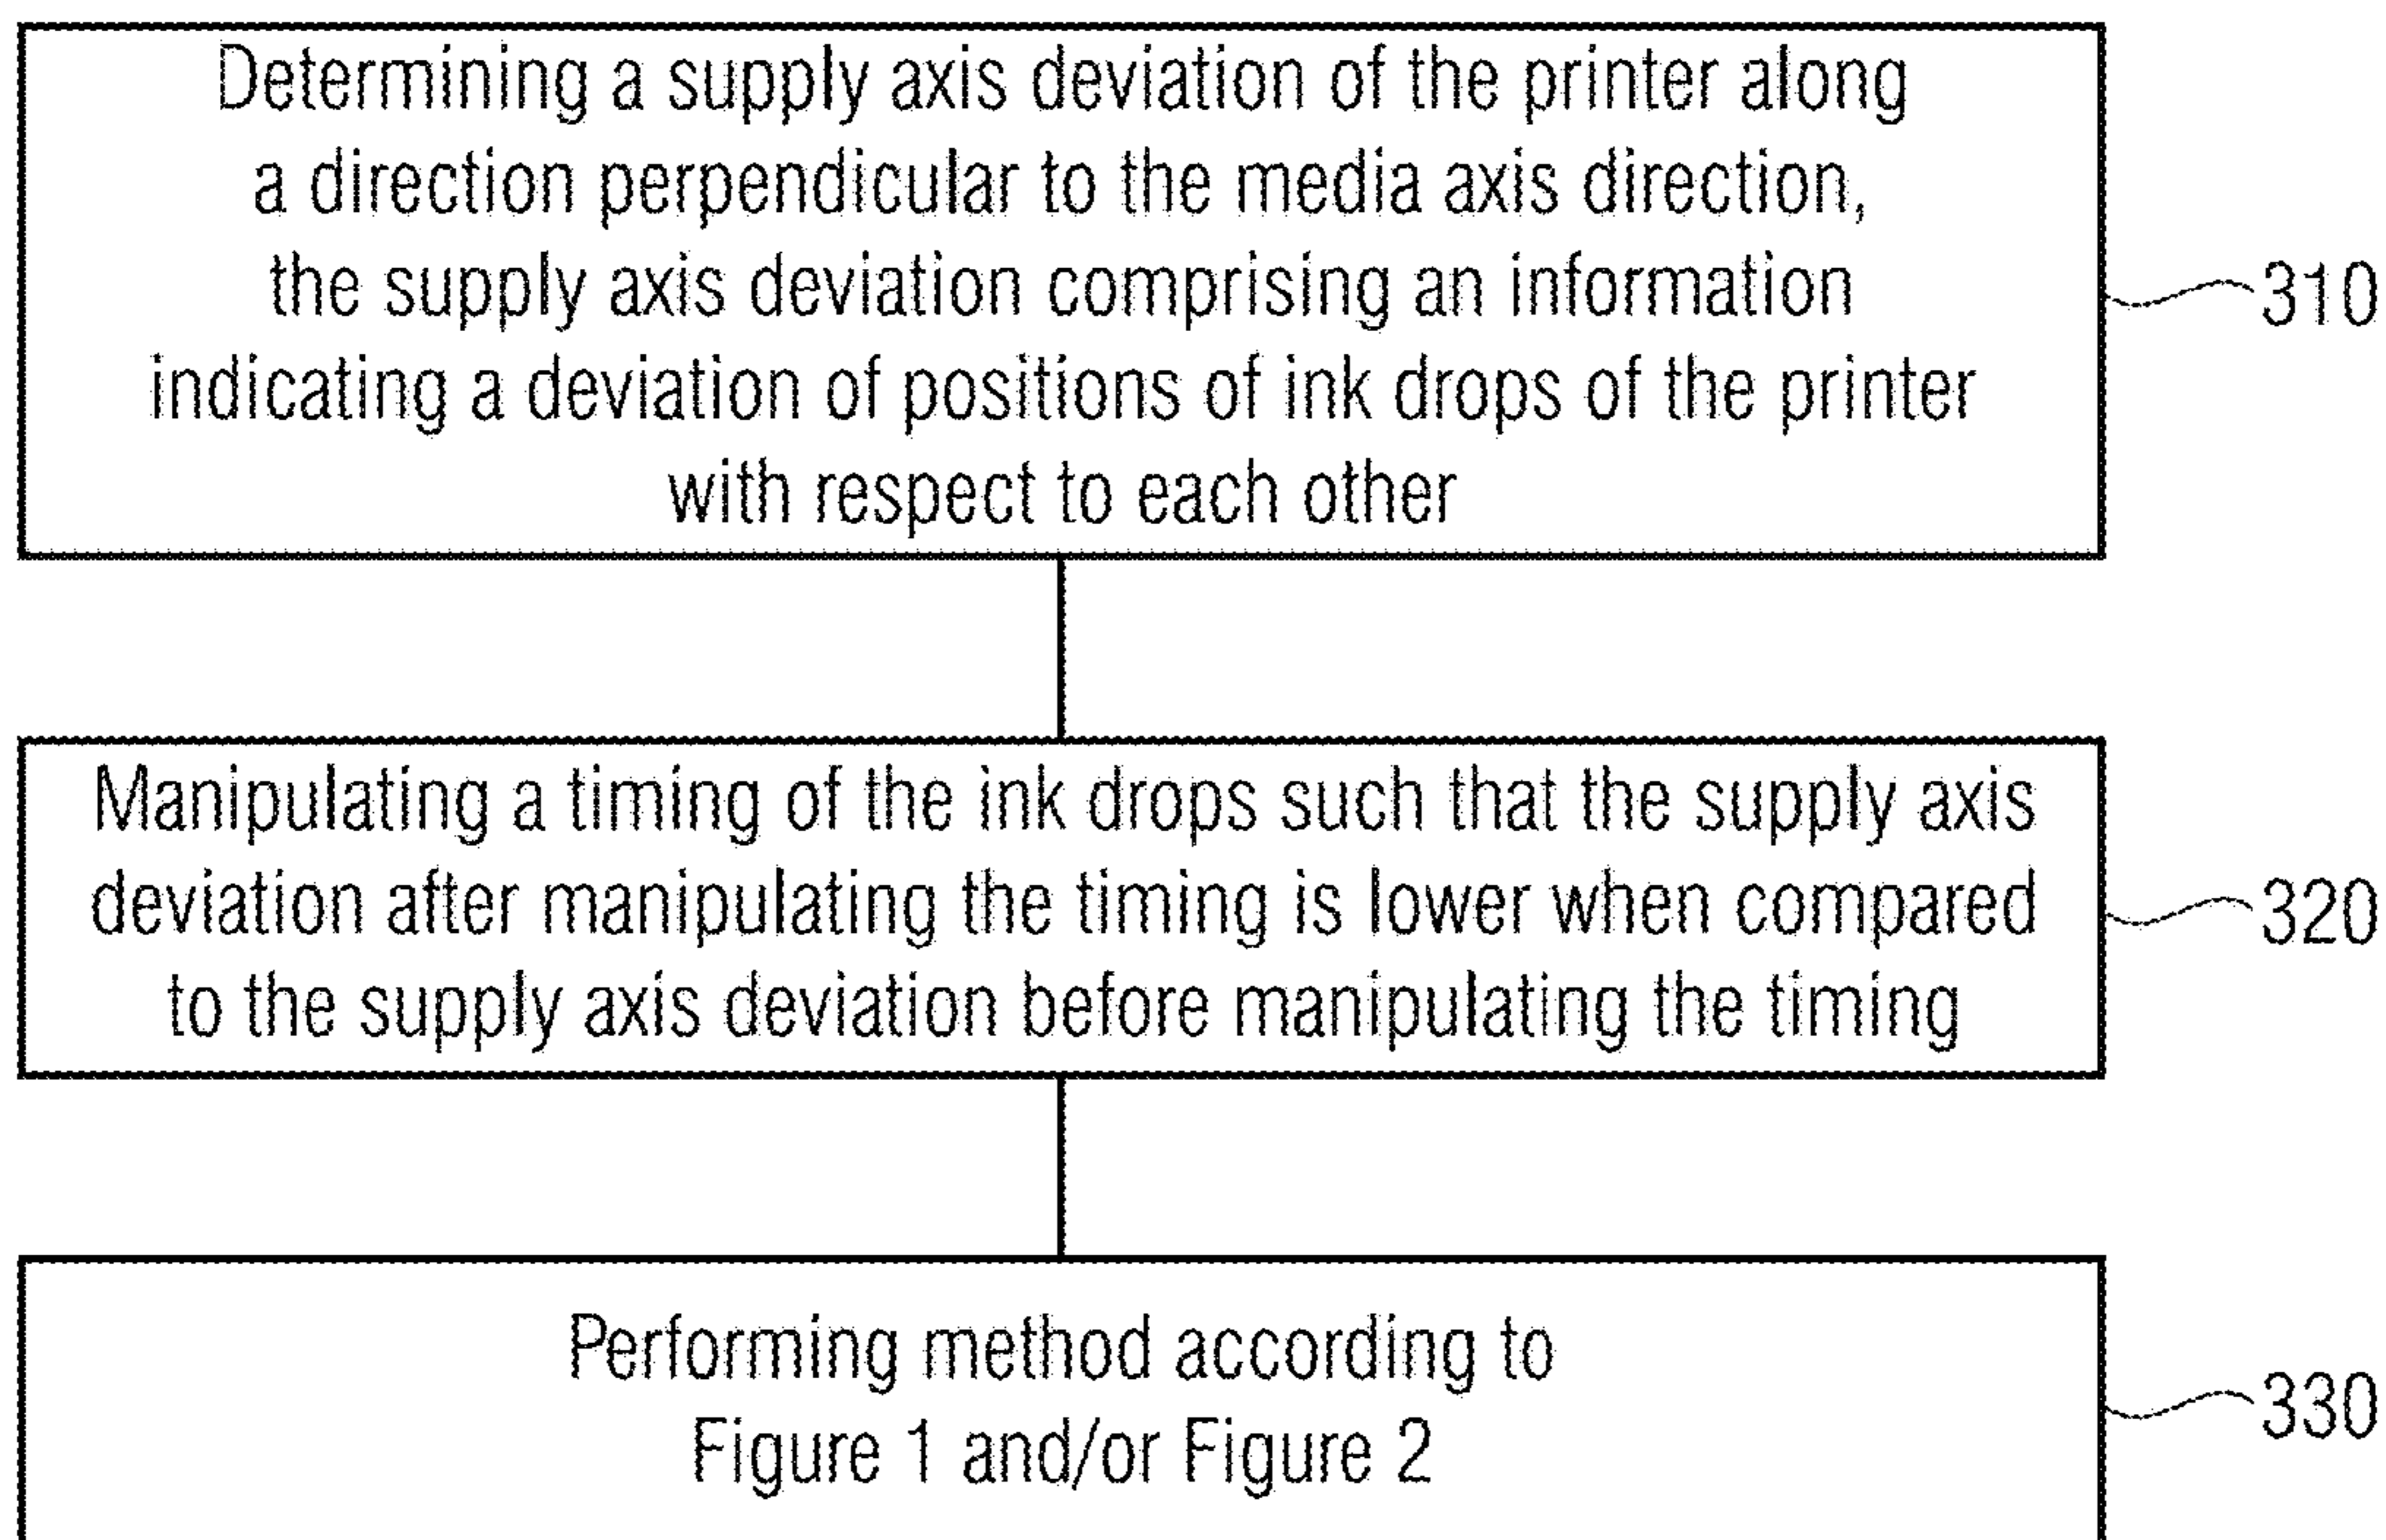 Determining a supply axis deviation of the printer along
a direction perpendicular to the media axis direction,
the supply axis deviation comprising an information
indicating a deviation of positions of ink drops of the printer
with respect to each other
310
Manipulating a timing of the ink drops such that the supply axis
deviation after manipulating the timing is lower when compared
to the supply axis deviation before manipulating the timing
320
Performing method according to
Figure 1 and/or Figure 2
330